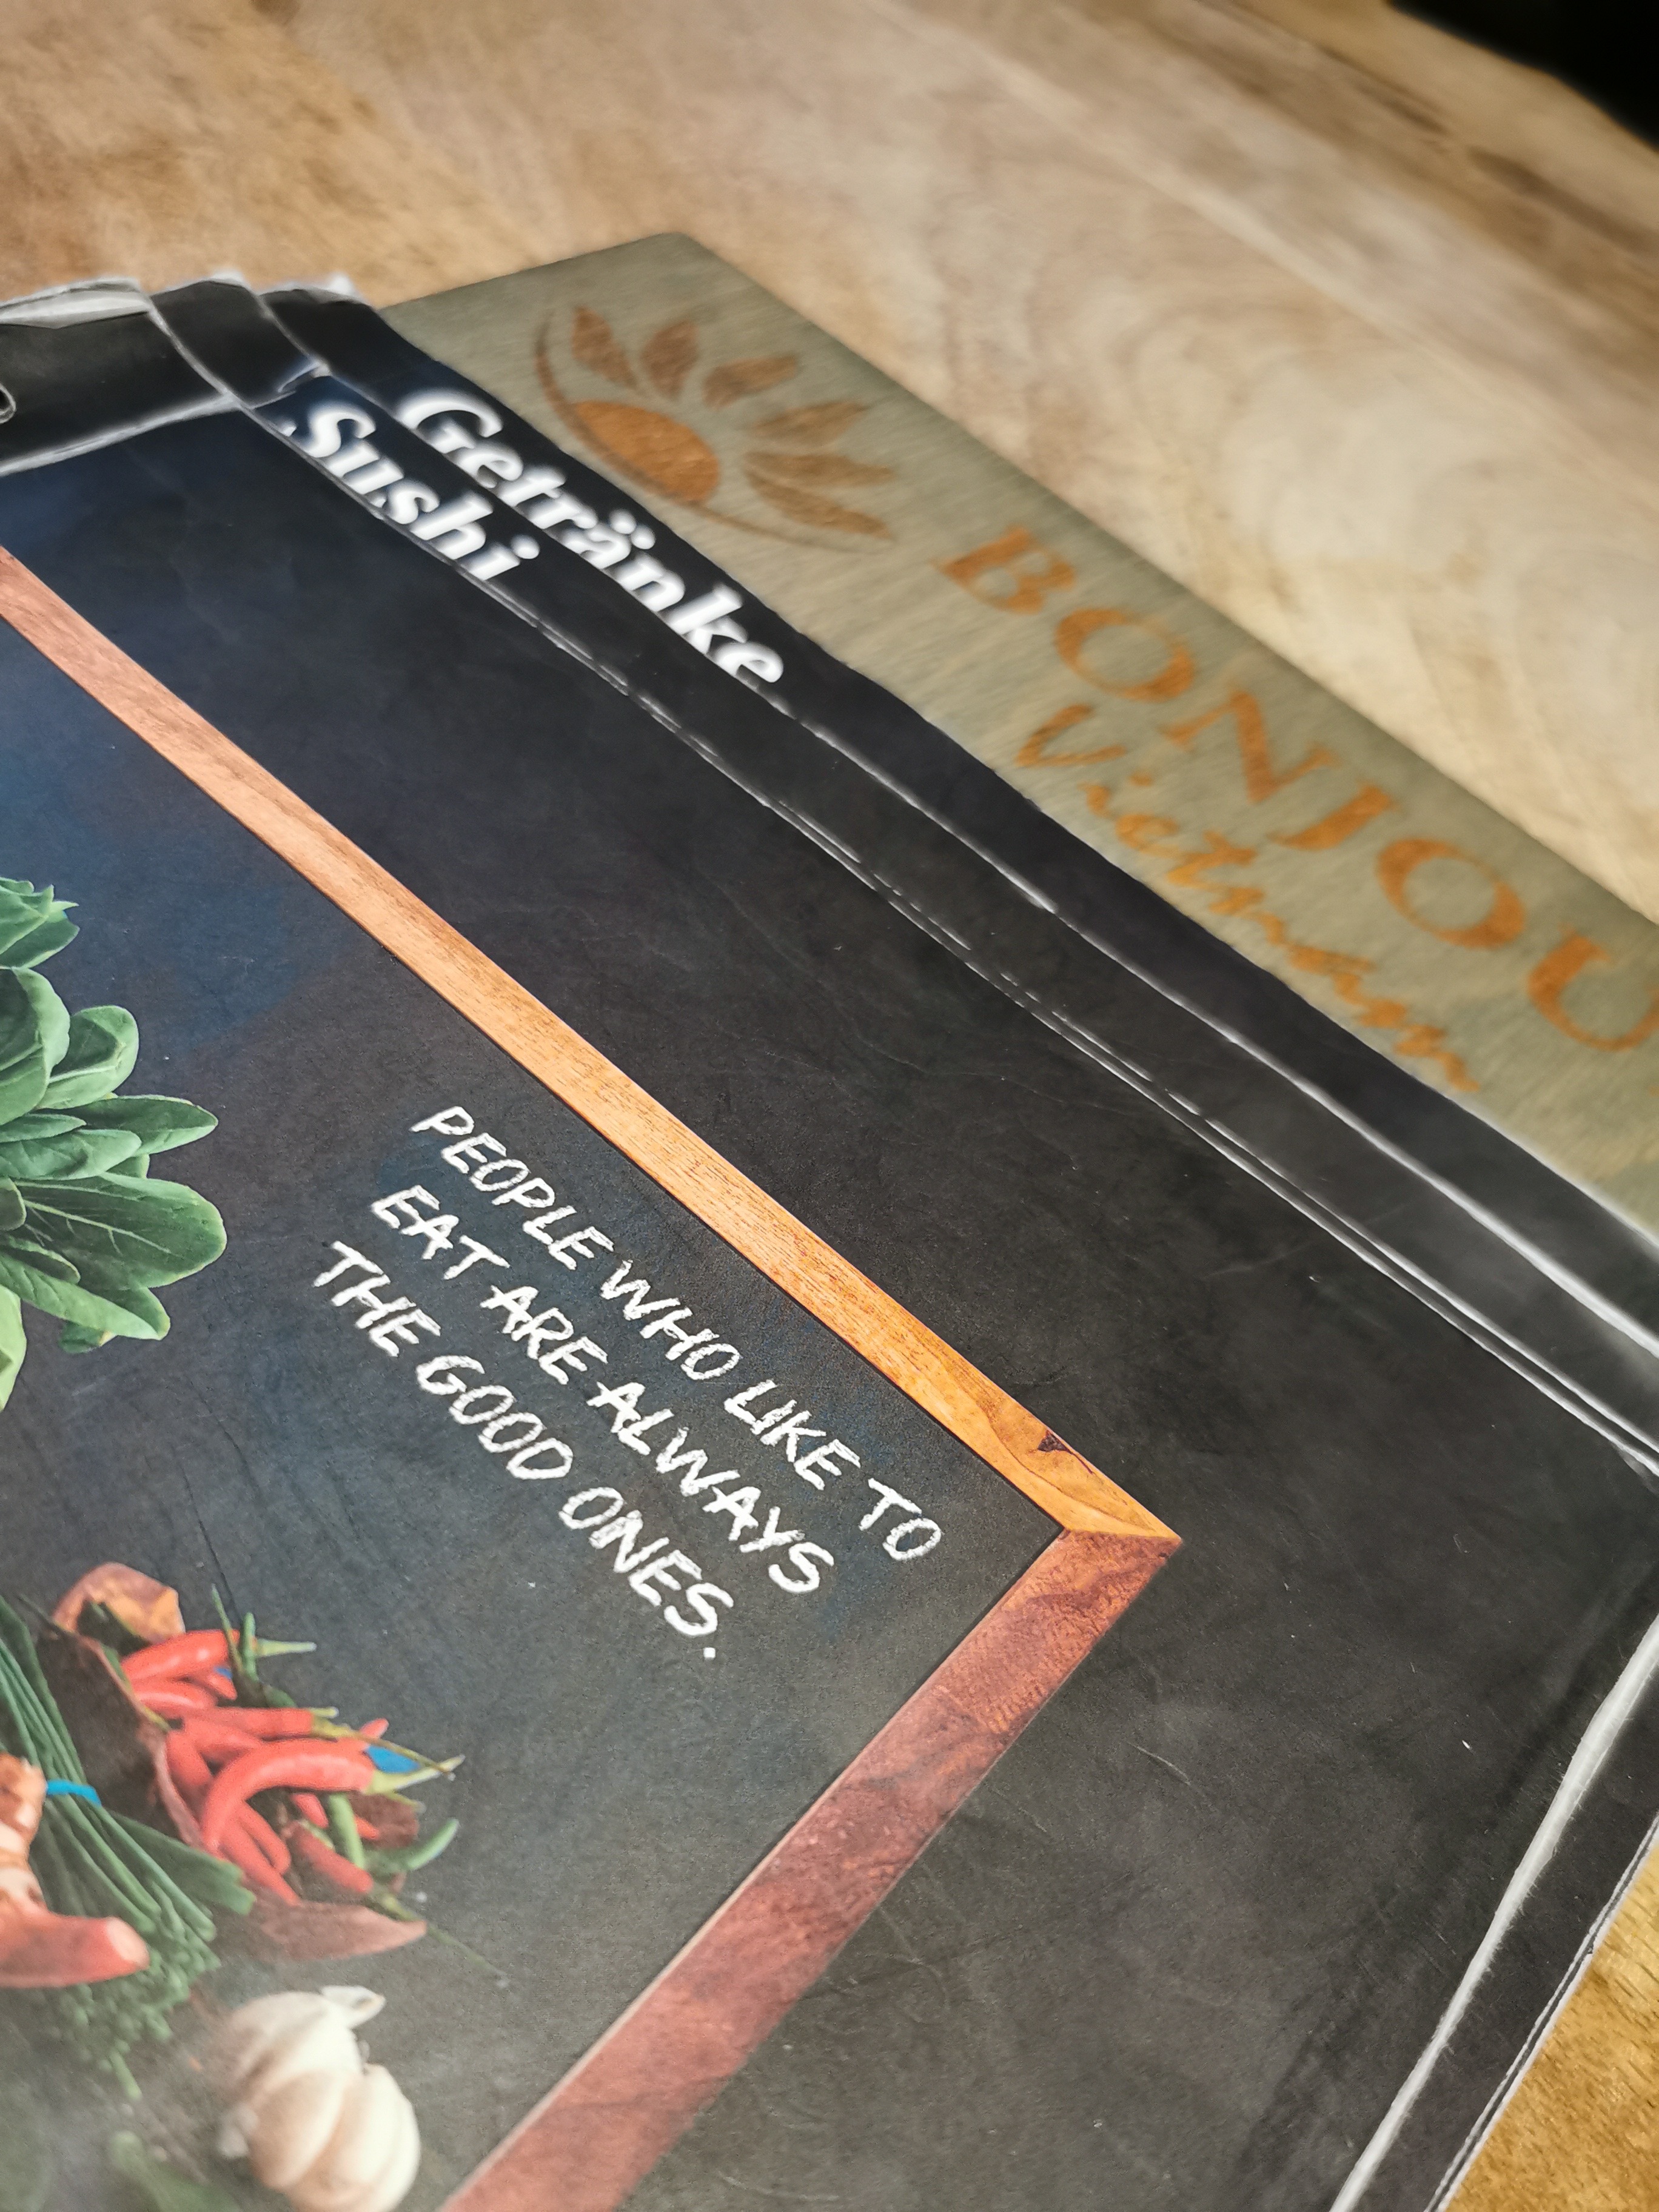 BONJOU
Vietnam
Getränke
Sushi
PEOPLE WHO LIKE TO
EAT ARE ALWAYS
THE GOOD ONES.